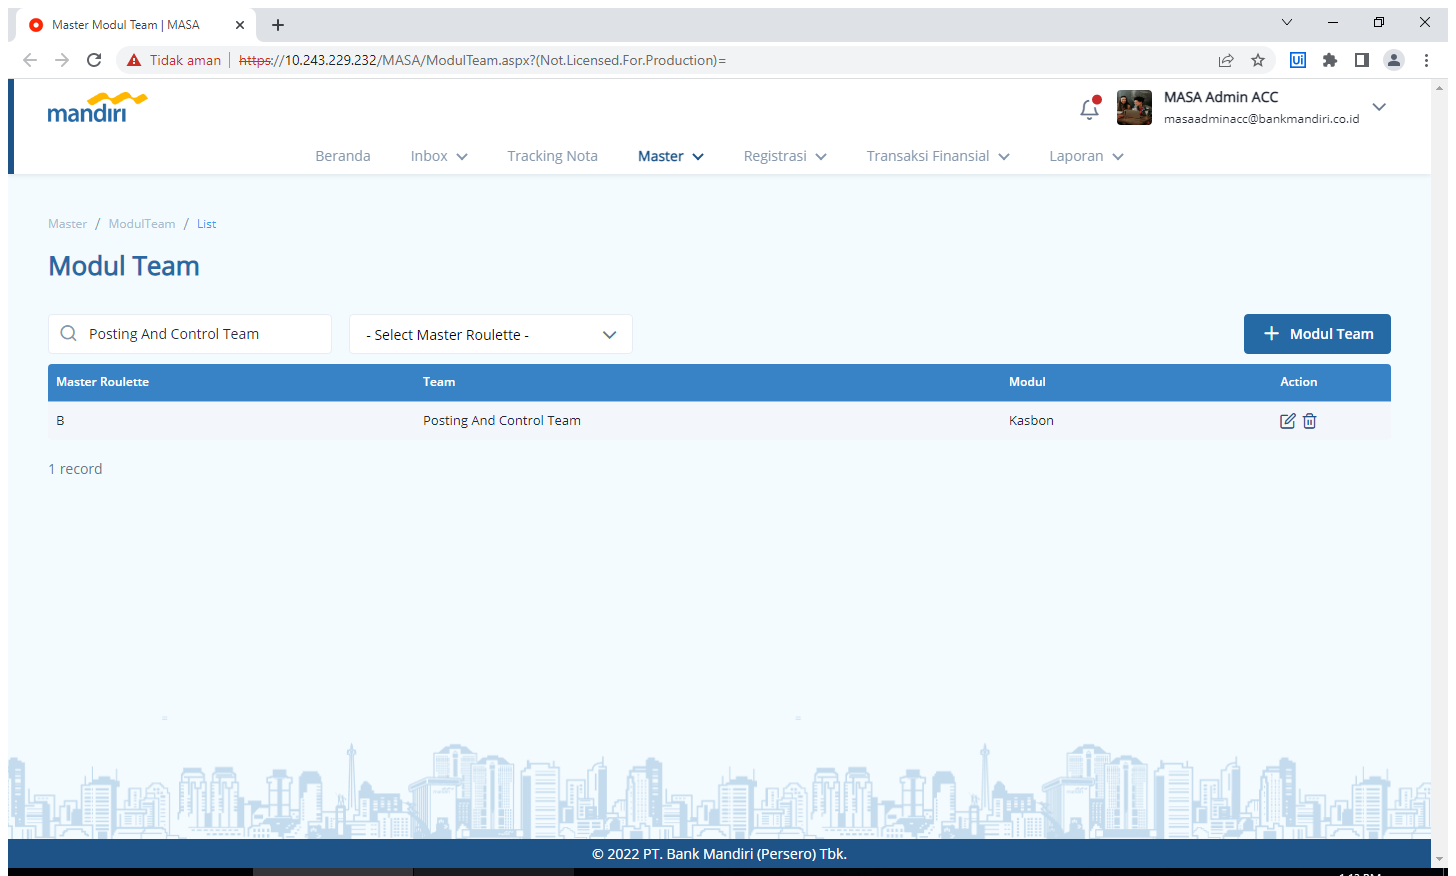 Master Modul Team | MASA
Tidak aman
https://10.243.229.232/MASA/ModulTeam.aspx?(Not.Licensed.For.Production)=
Ui
mandiri
MASA Admin ACC
masaadminacc@bankmandiri.co.id
Beranda Inbox Tracking Nota Master Registrasi Transaksi Finansial Laporan
Master / ModulTeam / List
Modul Team
Posting And Control Team
- Select Master Roulette -
+ Modul Team
Master Roulette Team Modul Action
B Posting And Control Team Kasbon
1 record
© 2022 PT. Bank Mandiri (Persero) Tbk.